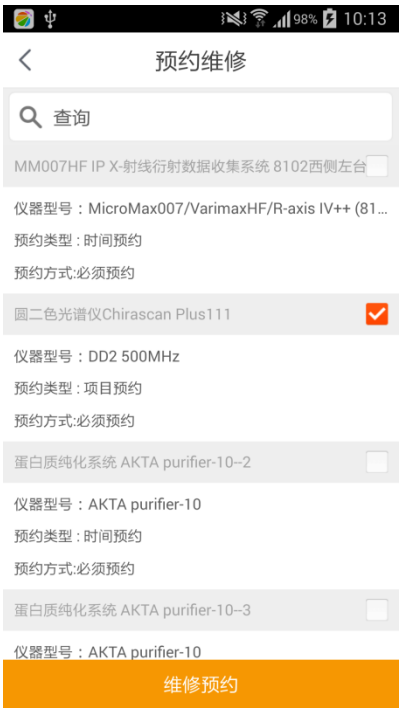 98% 10:13
预约维修
查询
MM007HF IP X-射线衍射数据收集系统 8102西侧左台
仪器型号：MicroMax007/VarimaxHF/R-axis IV++ (81...
预约类型 : 时间预约
预约方式:必须预约
圆二色光谱仪Chirascan Plus111
仪器型号：DD2 500MHz
预约类型 : 项目预约
预约方式:必须预约
蛋白质纯化系统 AKTA purifier-10--2
仪器型号：AKTA purifier-10
预约类型 : 时间预约
预约方式:必须预约
蛋白质纯化系统 AKTA purifier-10--3
仪器型号：AKTA purifier-10
维修预约